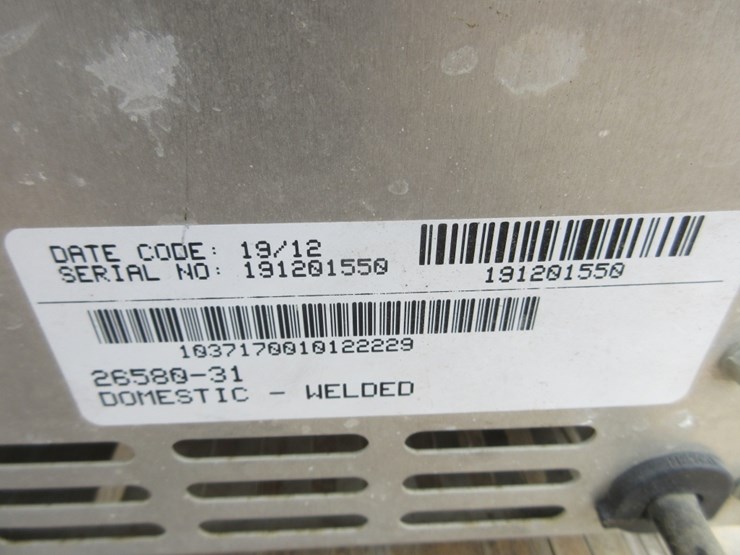 DATE CODE: 19/12
SERIAL NO: 191201550
191201550
1037170010122229
26580-31
DOMESTIC - WELDED